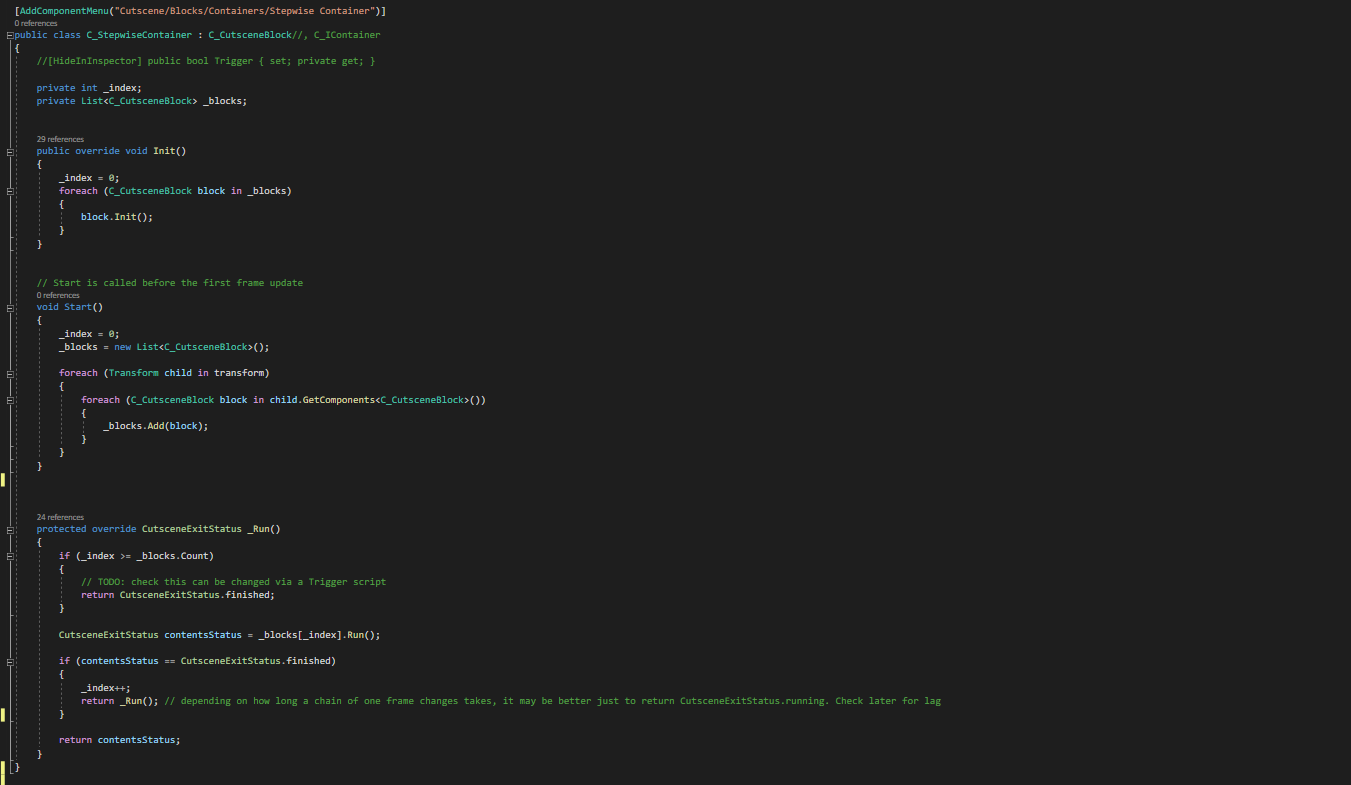 [AddComponentMenu("Cutscene/Blocks/Containers/Stepwise Container")]
0 references
public class C_StepwiseContainer : C_CutsceneBlock//, C_IContainer
{
//[HideInInspector] public bool Trigger { set; private get; }
private int _index;
private List<C_CutsceneBlock> _blocks;
29 references
public override void Init()
{
_index = 0;
foreach (C_CutsceneBlock block in _blocks)
{
block.Init();
}
}
// Start is called before the first frame update
0 references
void Start()
{
_index = 0;
_blocks = new List<C_CutsceneBlock>();
foreach (Transform child in transform)
{
foreach (C_CutsceneBlock block in child.GetComponents<C_CutsceneBlock>())
{
_blocks.Add(block);
}
}
}
24 references
protected override CutsceneExitStatus _Run()
{
if (_index >= _blocks.Count)
{
// TODO: check this can be changed via a Trigger script
return CutsceneExitStatus.finished;
}
CutsceneExitStatus contentsStatus = _blocks[_index].Run();
if (contentsStatus == CutsceneExitStatus.finished)
{
_index++;
return _Run(); // depending on how long a chain of one frame changes takes, it may be better just to return CutsceneExitStatus.running. Check later for lag
}
return contentsStatus;
}
}